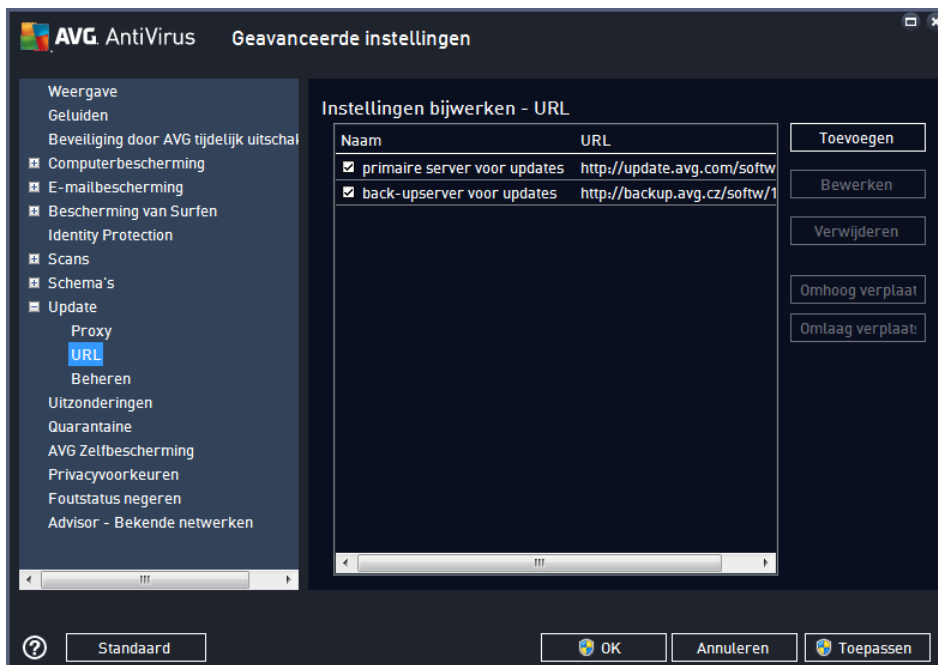 AVG. AntiVirus Geavanceerde instellingen
Weergave
Geluiden
Beveiliging door AVG tijdelijk uitschak
Computerbescherming
E-mailbescherming
Bescherming van Surfen
Identity Protection
Scans
Schema's
Update
Proxy
URL
Beheren
Uitzonderingen
Quarantaine
AVG Zelfbescherming
Privacyvoorkeuren
Foutstatus negeren
Advisor - Bekende netwerken
Instellingen bijwerken - URL
Naam URL
primaire server voor updates http://update.avg.com/softw
back-upserver voor updates http://backup.avg.cz/softw/1
Toevoegen
Bewerken
Verwijderen
Omhoog verplaat
Omlaag verplaats
? Standaard OK Annuleren Toepassen